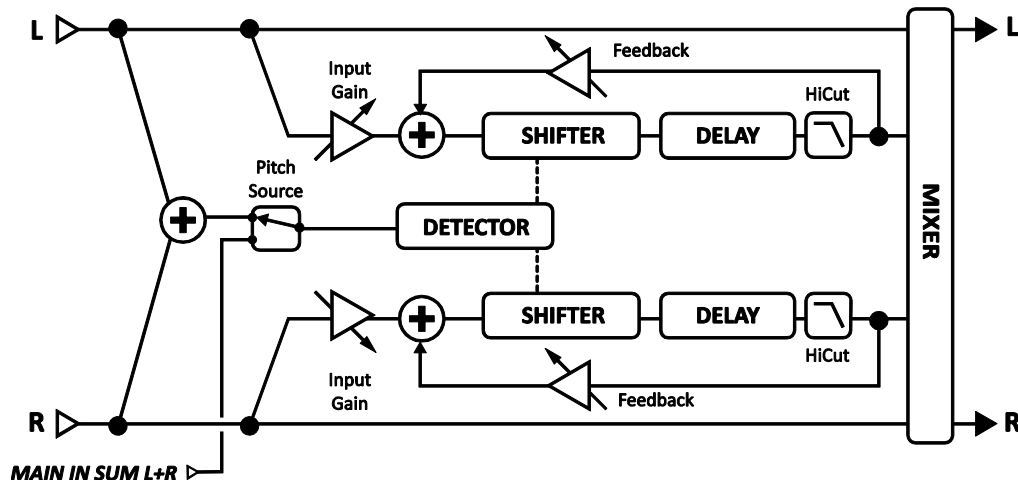 L
L
Feedback
Input
Gain
HiCut
SHIFTER
DELAY
Pitch
Source
DETECTOR
MIXER
SHIFTER
DELAY
HiCut
Input
Gain
Feedback
R
R
MAIN IN SUM L+R